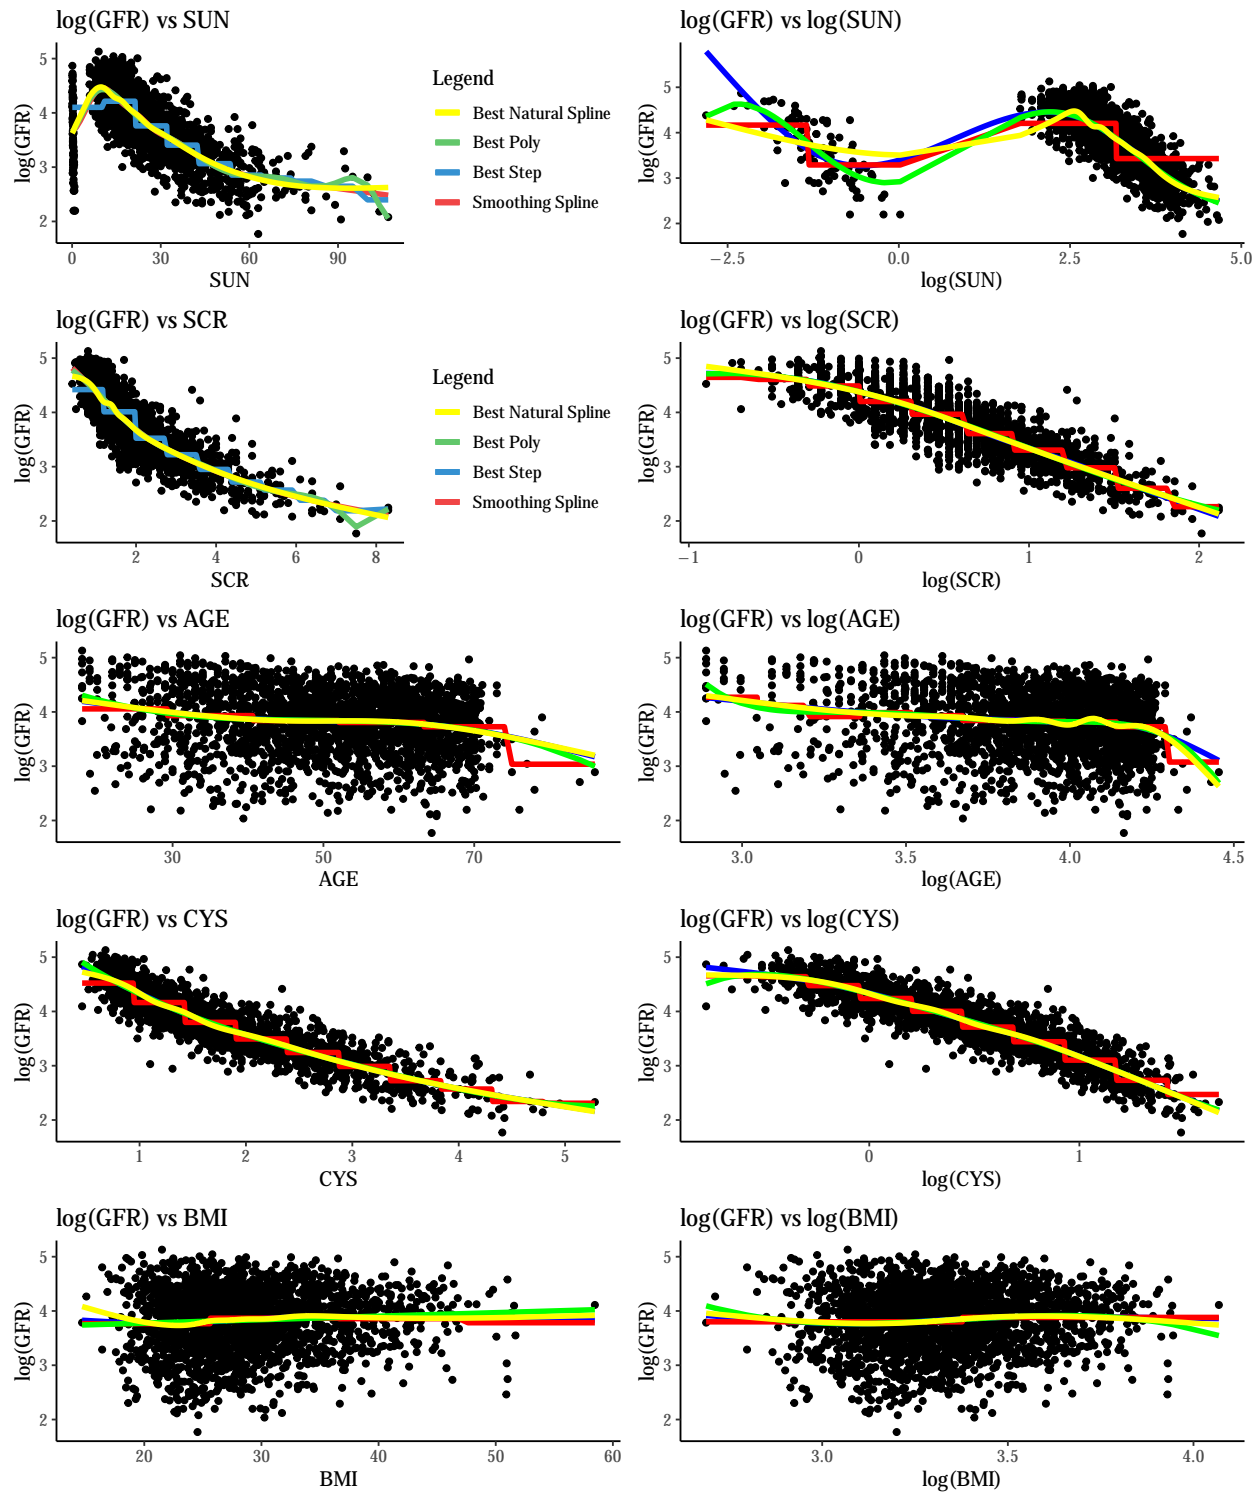 log(GFR) vs SUN
log(GFR)
5
4
3
2
0
30
60
90
SUN
Legend
Best Natural Spline
Best Poly
Best Step
Smoothing Spline
log(GFR) vs log(SUN)
log(GFR)
5
4
3
2
−2.5
0.0
2.5
5.0
log(SUN)
log(GFR) vs SCR
log(GFR)
5
4
3
2
2
4
6
8
SCR
Legend
Best Natural Spline
Best Poly
Best Step
Smoothing Spline
log(GFR) vs log(SCR)
log(GFR)
5
4
3
2
−1
0
1
2
log(SCR)
log(GFR) vs AGE
log(GFR)
5
4
3
2
30
50
70
AGE
log(GFR) vs log(AGE)
log(GFR)
5
4
3
2
3.0
3.5
4.0
4.5
log(AGE)
log(GFR) vs CYS
log(GFR)
5
4
3
2
1
2
3
4
5
CYS
log(GFR) vs log(CYS)
log(GFR)
5
4
3
2
0
1
log(CYS)
log(GFR) vs BMI
log(GFR)
5
4
3
2
20
30
40
50
60
BMI
log(GFR) vs log(BMI)
log(GFR)
5
4
3
2
3.0
3.5
4.0
log(BMI)